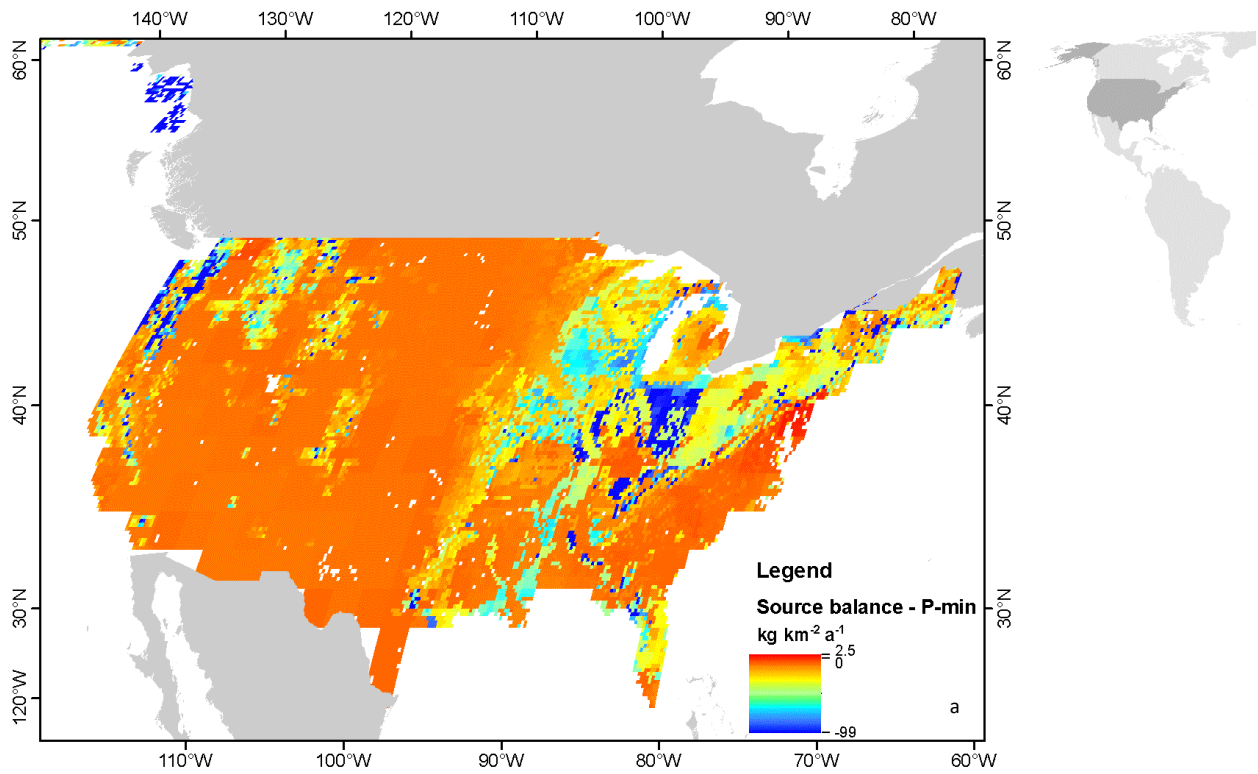 140°W 130°W 120°W 110°W 100°W 90°W 80°W
60°N 60°N
50°N 50°N
40°N 40°N
30°N 30°N
120°W
Legend
Source balance - P-min
kg km⁻² a⁻¹
2.5
0
-99
a
110°W 100°W 90°W 80°W 70°W 60°W